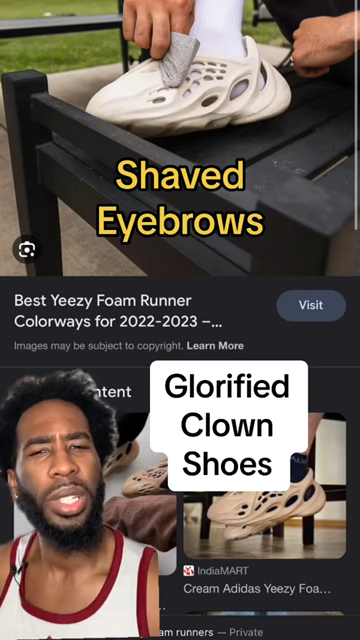 Shaved
Eyebrows
Best Yeezy Foam Runner
Colorways for 2022-2023 –...
Visit
Images may be subject to copyright. Learn More
ntent
Glorified
Clown
Shoes
IndiaMART
Cream Adidas Yeezy Foa...
am runners — Private